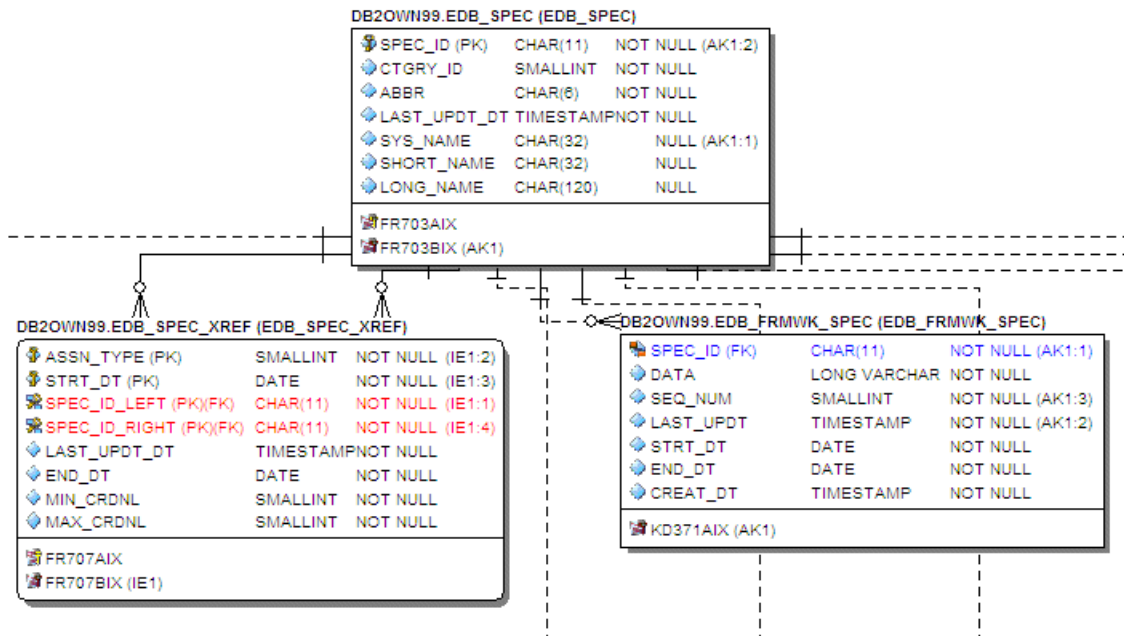 DB2OWN99.EDB_SPEC (EDB_SPEC)
SPEC_ID (PK) CHAR(11) NOT NULL (AK1:2)
CTGRY_ID SMALLINT NOT NULL
ABBR CHAR(6) NOT NULL
LAST_UPDT_DT TIMESTAMPNOT NULL
SYS_NAME CHAR(32) NULL (AK1:1)
SHORT_NAME CHAR(32) NULL
LONG_NAME CHAR(120) NULL
FR703AIX
FR703BIX (AK1)
DB2OWN99.EDB_SPEC_XREF (EDB_SPEC_XREF)
ASSN_TYPE (PK) SMALLINT NOT NULL (IE1:2)
STRT_DT (PK) DATE NOT NULL (IE1:3)
SPEC_ID_LEFT (PK)(FK) CHAR(11) NOT NULL (IE1:1)
SPEC_ID_RIGHT (PK)(FK) CHAR(11) NOT NULL (IE1:4)
LAST_UPDT_DT TIMESTAMPNOT NULL
END_DT DATE NOT NULL
MIN_CRDNL SMALLINT NOT NULL
MAX_CRDNL SMALLINT NOT NULL
FR707AIX
FR707BIX (IE1)
DB2OWN99.EDB_FRMWK_SPEC (EDB_FRMWK_SPEC)
SPEC_ID (FK) CHAR(11) NOT NULL (AK1:1)
DATA LONG VARCHAR NOT NULL
SEQ_NUM SMALLINT NOT NULL (AK1:3)
LAST_UPDT TIMESTAMP NOT NULL (AK1:2)
STRT_DT DATE NOT NULL
END_DT DATE NOT NULL
CREAT_DT TIMESTAMP NOT NULL
KD371AIX (AK1)